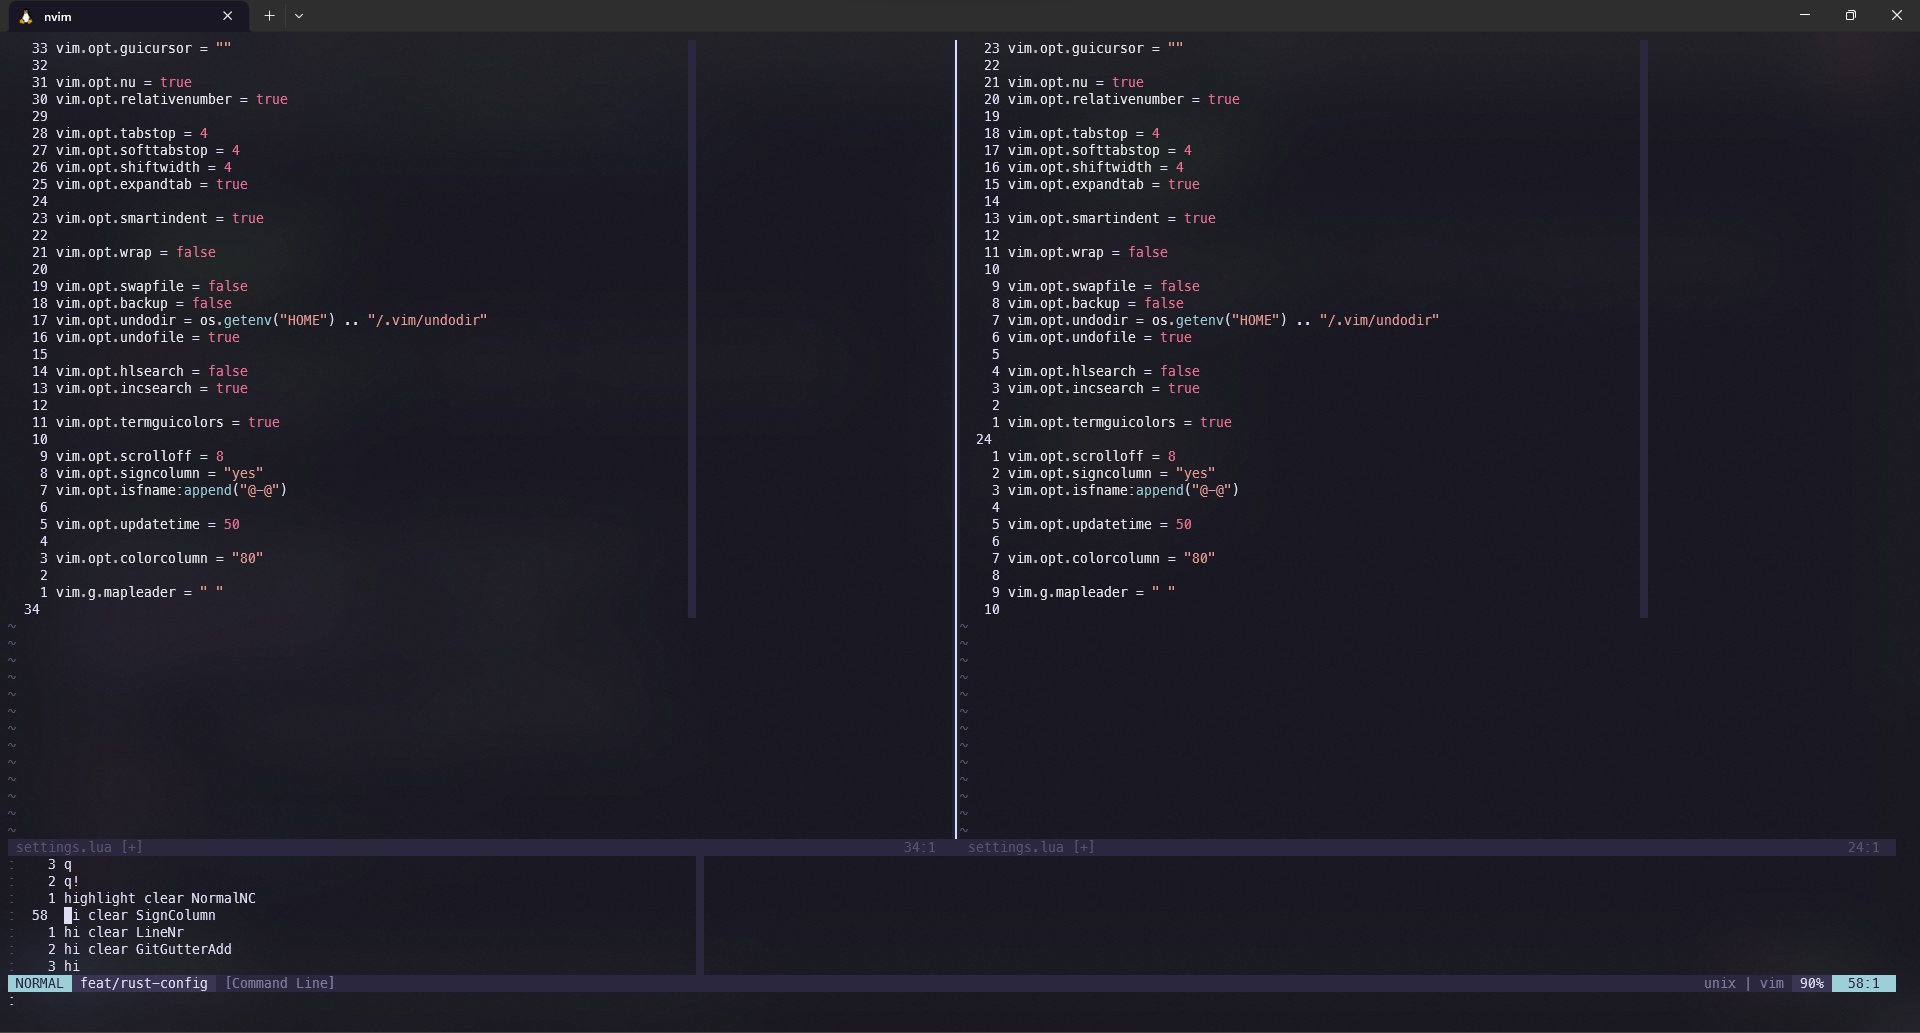 nvim
33 vim.opt.guicursor = ""
32
31 vim.opt.nu = true
30 vim.opt.relativenumber = true
29
28 vim.opt.tabstop = 4
27 vim.opt.softtabstop = 4
26 vim.opt.shiftwidth = 4
25 vim.opt.expandtab = true
24
23 vim.opt.smartindent = true
22
21 vim.opt.wrap = false
20
19 vim.opt.swapfile = false
18 vim.opt.backup = false
17 vim.opt.undodir = os.getenv("HOME") .. "/.vim/undodir"
16 vim.opt.undofile = true
15
14 vim.opt.hlsearch = false
13 vim.opt.incsearch = true
12
11 vim.opt.termguicolors = true
10
9 vim.opt.scrolloff = 8
8 vim.opt.signcolumn = "yes"
7 vim.opt.isfname:append("@-@")
6
5 vim.opt.updatetime = 50
4
3 vim.opt.colorcolumn = "80"
2
1 vim.g.mapleader = " "
34
~
~
~
~
~
~
~
~
~
~
~
~
~
settings.lua [+] 34:1
23 vim.opt.guicursor = ""
22
21 vim.opt.nu = true
20 vim.opt.relativenumber = true
19
18 vim.opt.tabstop = 4
17 vim.opt.softtabstop = 4
16 vim.opt.shiftwidth = 4
15 vim.opt.expandtab = true
14
13 vim.opt.smartindent = true
12
11 vim.opt.wrap = false
10
9 vim.opt.swapfile = false
8 vim.opt.backup = false
7 vim.opt.undodir = os.getenv("HOME") .. "/.vim/undodir"
6 vim.opt.undofile = true
5
4 vim.opt.hlsearch = false
3 vim.opt.incsearch = true
2
1 vim.opt.termguicolors = true
24
1 vim.opt.scrolloff = 8
2 vim.opt.signcolumn = "yes"
3 vim.opt.isfname:append("@-@")
4
5 vim.opt.updatetime = 50
6
7 vim.opt.colorcolumn = "80"
8
9 vim.g.mapleader = " "
10
~
~
~
~
~
~
~
~
~
~
~
~
~
settings.lua [+] 24:1
: 3 q
: 2 q!
: 1 highlight clear NormalNC
: 58 i clear SignColumn
: 1 hi clear LineNr
: 2 hi clear GitGutterAdd
: 3 hi
NORMAL feat/rust-config [Command Line] unix | vim 90% 58:1
: